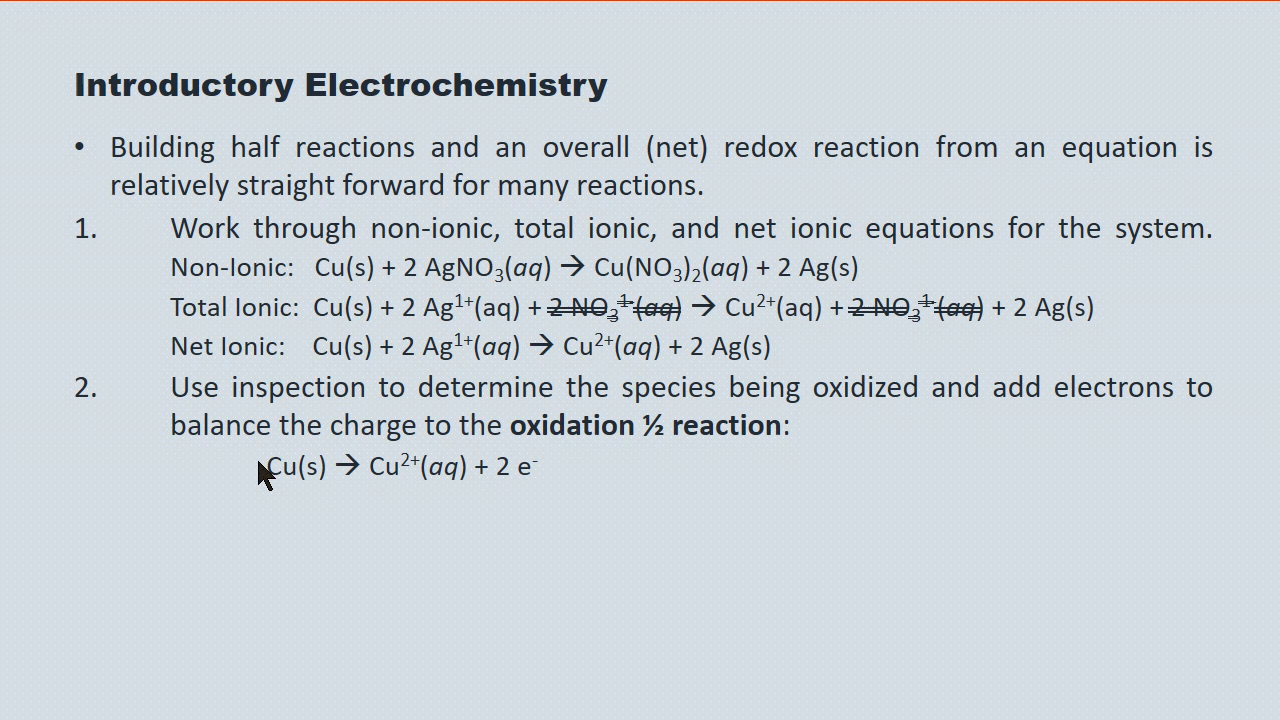 Introductory Electrochemistry
• Building half reactions and an overall (net) redox reaction from an equation is
relatively straight forward for many reactions.
1. Work through non-ionic, total ionic, and net ionic equations for the system.
Non-Ionic: Cu(s) + 2 AgNO₃(aq) → Cu(NO₃)₂(aq) + 2 Ag(s)
Total Ionic: Cu(s) + 2 Ag¹⁺(aq) + 2 NO₃¹⁻(aq) → Cu²⁺(aq) + 2 NO₃¹⁻(aq) + 2 Ag(s)
Net Ionic: Cu(s) + 2 Ag¹⁺(aq) → Cu²⁺(aq) + 2 Ag(s)
2. Use inspection to determine the species being oxidized and add electrons to
balance the charge to the oxidation ½ reaction:
Cu(s) → Cu²⁺(aq) + 2 e⁻